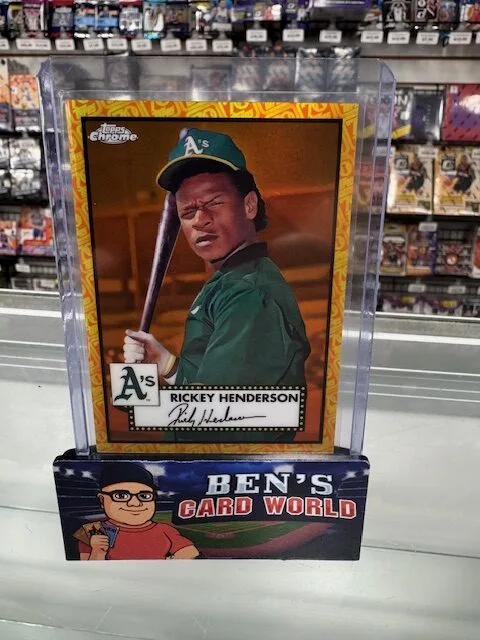 Topps
Chrome
A's
A's
RICKEY HENDERSON
Rickey Henderson
BEN'S
CARD WORLD